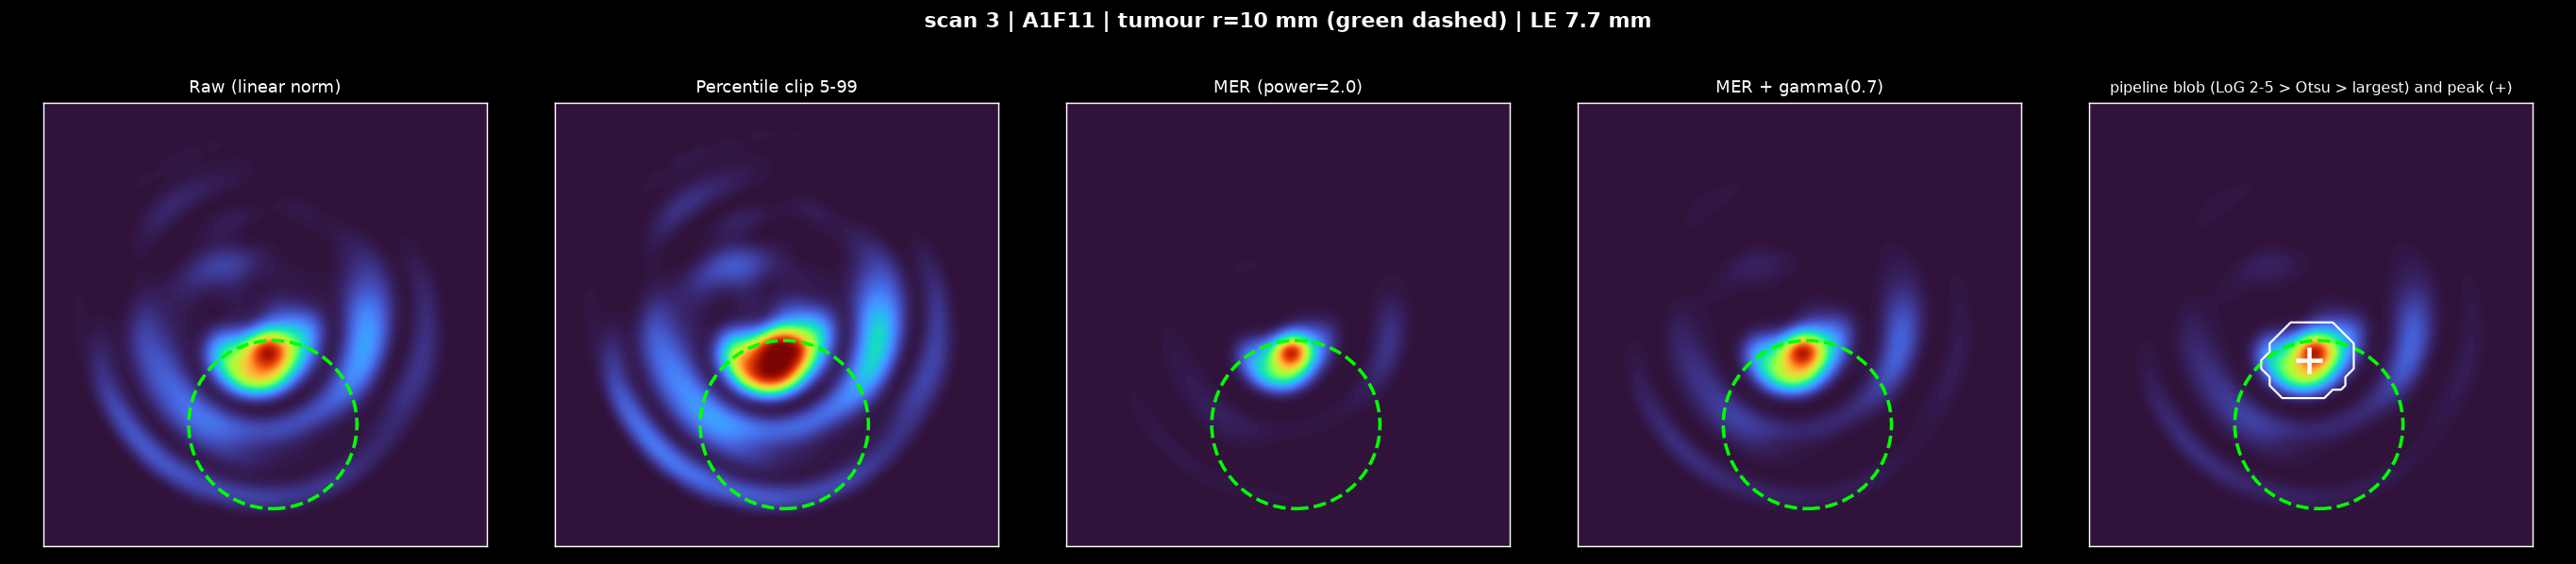 scan 3 | A1F11 | tumour r=10 mm (green dashed) | LE 7.7 mm
Raw (linear norm)
Percentile clip 5-99
MER (power=2.0)
MER + gamma(0.7)
pipeline blob (LoG 2-5 > Otsu > largest) and peak (+)